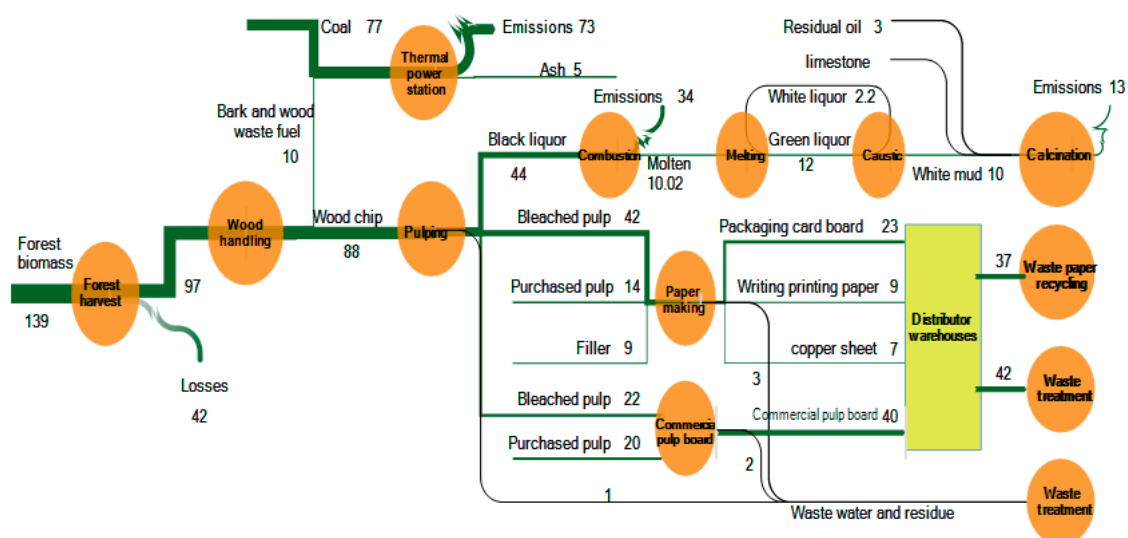 Coal 77
Emissions 73
Residual oil 3
Thermal
power
station
Ash 5
limestone
Emissions 13
Bark and wood
waste fuel
10
Emissions 34
White liquor 2.2
Black liquor
44
Combustion
Molten
10.02
Melting
Green liquor
12
Caustic
White mud 10
Calcination
Forest
biomass
139
Forest
harvest
97
Wood
handling
Wood chip
88
Pulping
Bleached pulp 42
Packaging card board 23
37
Waste paper
recycling
Purchased pulp 14
Paper
making
Writing printing paper 9
Distributor
warehouses
Filler 9
copper sheet 7
3
42
Waste
treatment
Losses
42
Bleached pulp 22
Commercia
pulp board
Commercial pulp board 40
Purchased pulp 20
2
1
Waste water and residue
Waste
treatment